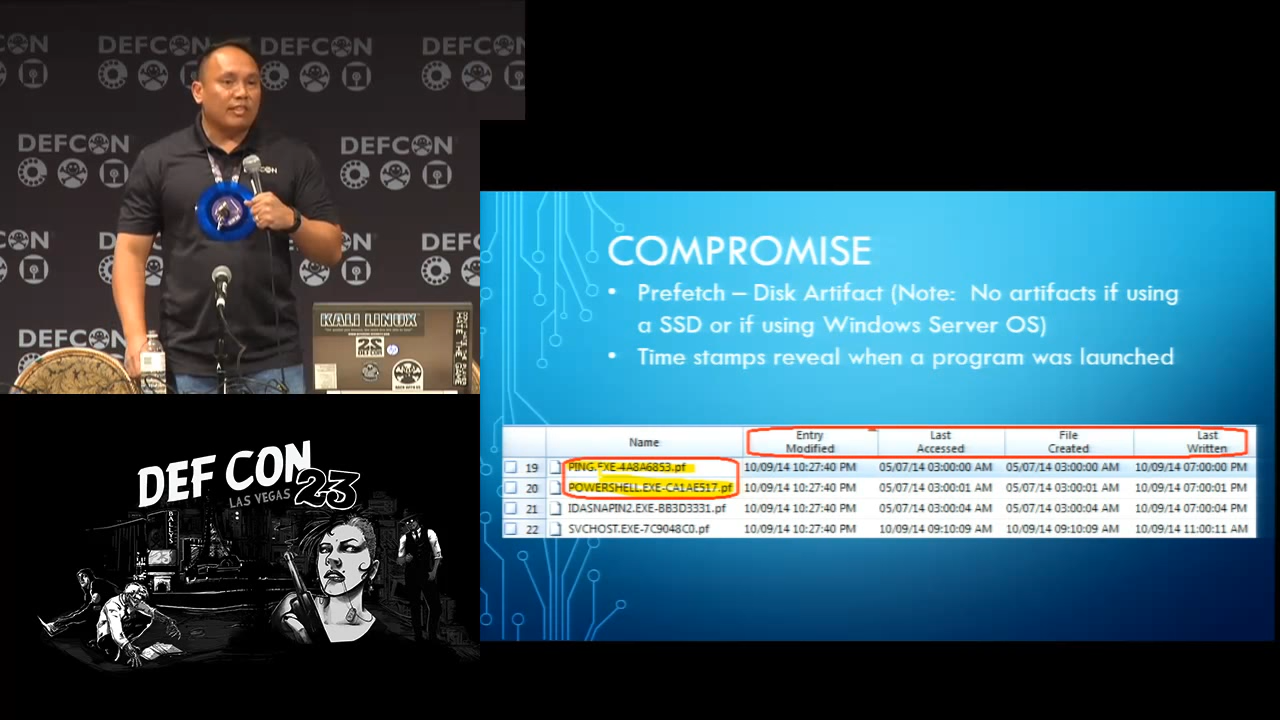 DEFCON
DEFCON
DEFCON
DEFCON
DEFCON
DEFCON
DEFCON
KALI LINUX
HATE THE GAME
DEF CON
LAS VEGAS 23
BALLYS
COMPROMISE
• Prefetch – Disk Artifact (Note: No artifacts if using
a SSD or if using Windows Server OS)
• Time stamps reveal when a program was launched
Name Entry Modified Last Accessed File Created Last Written
19 PING.EXE-4A8A6853.pf 10/09/14 10:27:40 PM 05/07/14 03:00:00 AM 05/07/14 03:00:00 AM 10/09/14 07:00:00 PM
20 POWERSHELL.EXE-CA1AE517.pf 10/09/14 10:27:40 PM 05/07/14 03:00:01 AM 05/07/14 03:00:01 AM 10/09/14 07:00:01 PM
21 IDASNAPIN2.EXE-BB3D3331.pf 10/09/14 10:27:40 PM 05/07/14 03:00:04 AM 05/07/14 03:00:04 AM 10/09/14 07:00:04 PM
22 SVCHOST.EXE-7C9048C0.pf 10/09/14 10:27:40 PM 10/09/14 09:10:09 AM 10/09/14 09:10:09 AM 10/09/14 11:00:11 AM